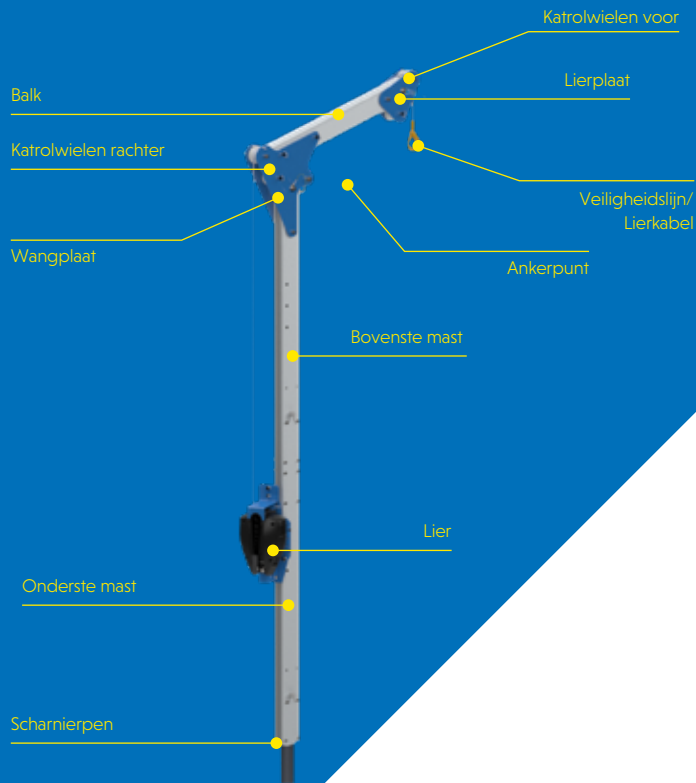 Katrolwielen voor
Lierplaat
Balk
Katrolwielen rachter
Veiligheidslijn/
Lierkabel
Wangplaat
Ankerpunt
Bovenste mast
Lier
Onderste mast
Scharnierpen